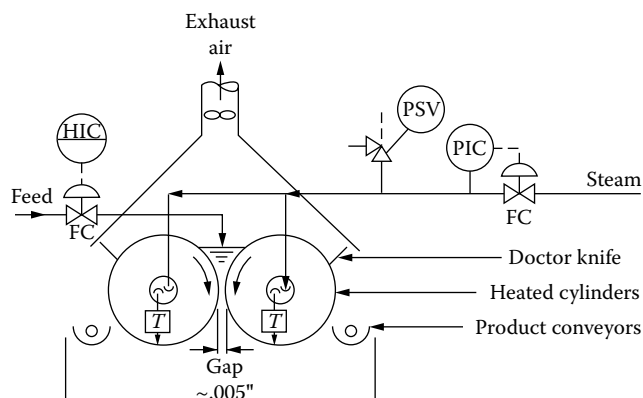 Exhaust
air
HIC
PSV
PIC
Feed
Steam
FC
FC
Doctor knife
Heated cylinders
T
T
Product conveyors
Gap
~.005"